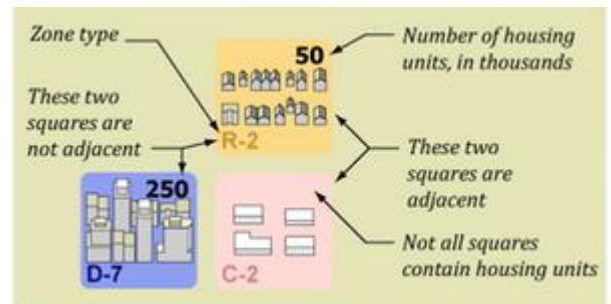 Zone type
50
Number of housing
units, in thousands
These two
squares are
not adjacent
R-2
These two
squares are
adjacent
250
D-7
C-2
Not all squares
contain housing units